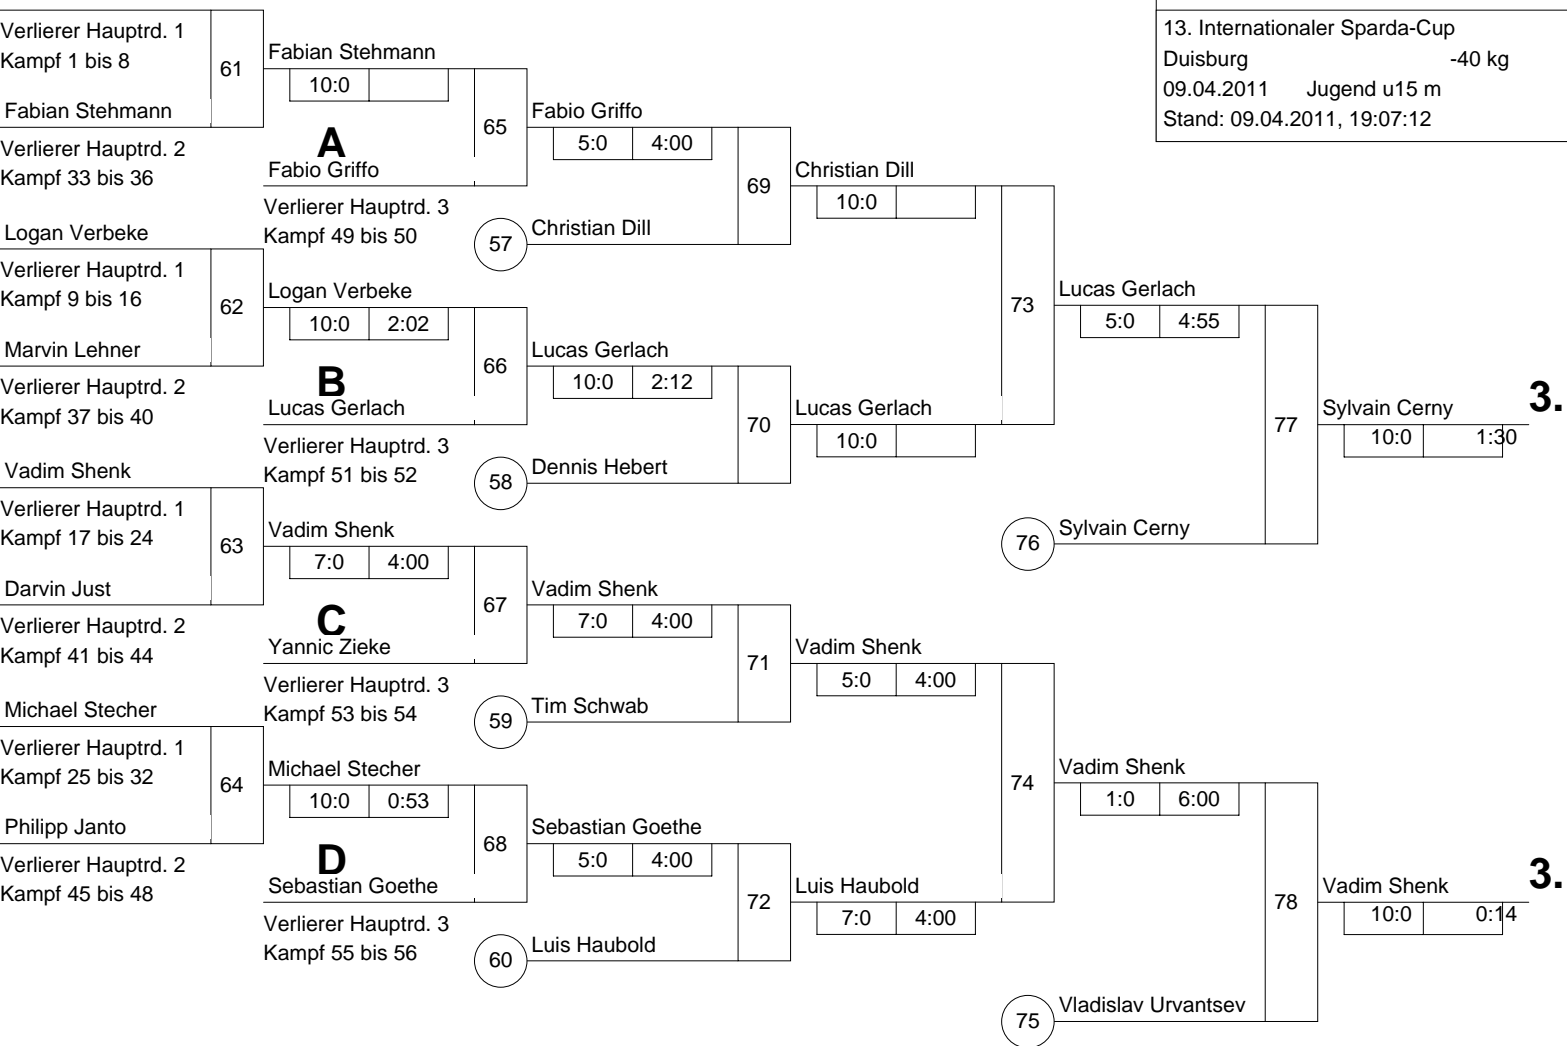 13. Internationaler Sparda-Cup
Duisburg -40 kg
09.04.2011 Jugend u15 m
Stand: 09.04.2011, 19:07:12
Verlierer Hauptrd. 1
Kampf 1 bis 8
61
Fabian Stehmann
Verlierer Hauptrd. 2
Kampf 33 bis 36
Logan Verbeke
Verlierer Hauptrd. 1
Kampf 9 bis 16
62
Marvin Lehner
Verlierer Hauptrd. 2
Kampf 37 bis 40
Vadim Shenk
Verlierer Hauptrd. 1
Kampf 17 bis 24
63
Darvin Just
Verlierer Hauptrd. 2
Kampf 41 bis 44
Michael Stecher
Verlierer Hauptrd. 1
Kampf 25 bis 32
64
Philipp Janto
Verlierer Hauptrd. 2
Kampf 45 bis 48
Fabian Stehmann
10:0
65
A
Fabio Griffo
Verlierer Hauptrd. 3
Kampf 49 bis 50
Logan Verbeke
10:0 2:02
66
B
Lucas Gerlach
Verlierer Hauptrd. 3
Kampf 51 bis 52
Vadim Shenk
7:0 4:00
67
C
Yannic Zieke
Verlierer Hauptrd. 3
Kampf 53 bis 54
Michael Stecher
10:0 0:53
68
D
Sebastian Goethe
Verlierer Hauptrd. 3
Kampf 55 bis 56
Fabio Griffo
5:0 4:00
69
57 Christian Dill
Lucas Gerlach
10:0 2:12
70
58 Dennis Hebert
Vadim Shenk
7:0 4:00
71
59 Tim Schwab
Sebastian Goethe
5:0 4:00
72
60 Luis Haubold
Christian Dill
10:0
73
Lucas Gerlach
10:0
Vadim Shenk
5:0 4:00
74
Luis Haubold
7:0 4:00
Lucas Gerlach
5:0 4:55
77
76 Sylvain Cerny
Vadim Shenk
1:0 6:00
78
75 Vladislav Urvantsev
Sylvain Cerny 3.
10:0 1:30
Vadim Shenk 3.
10:0 0:14